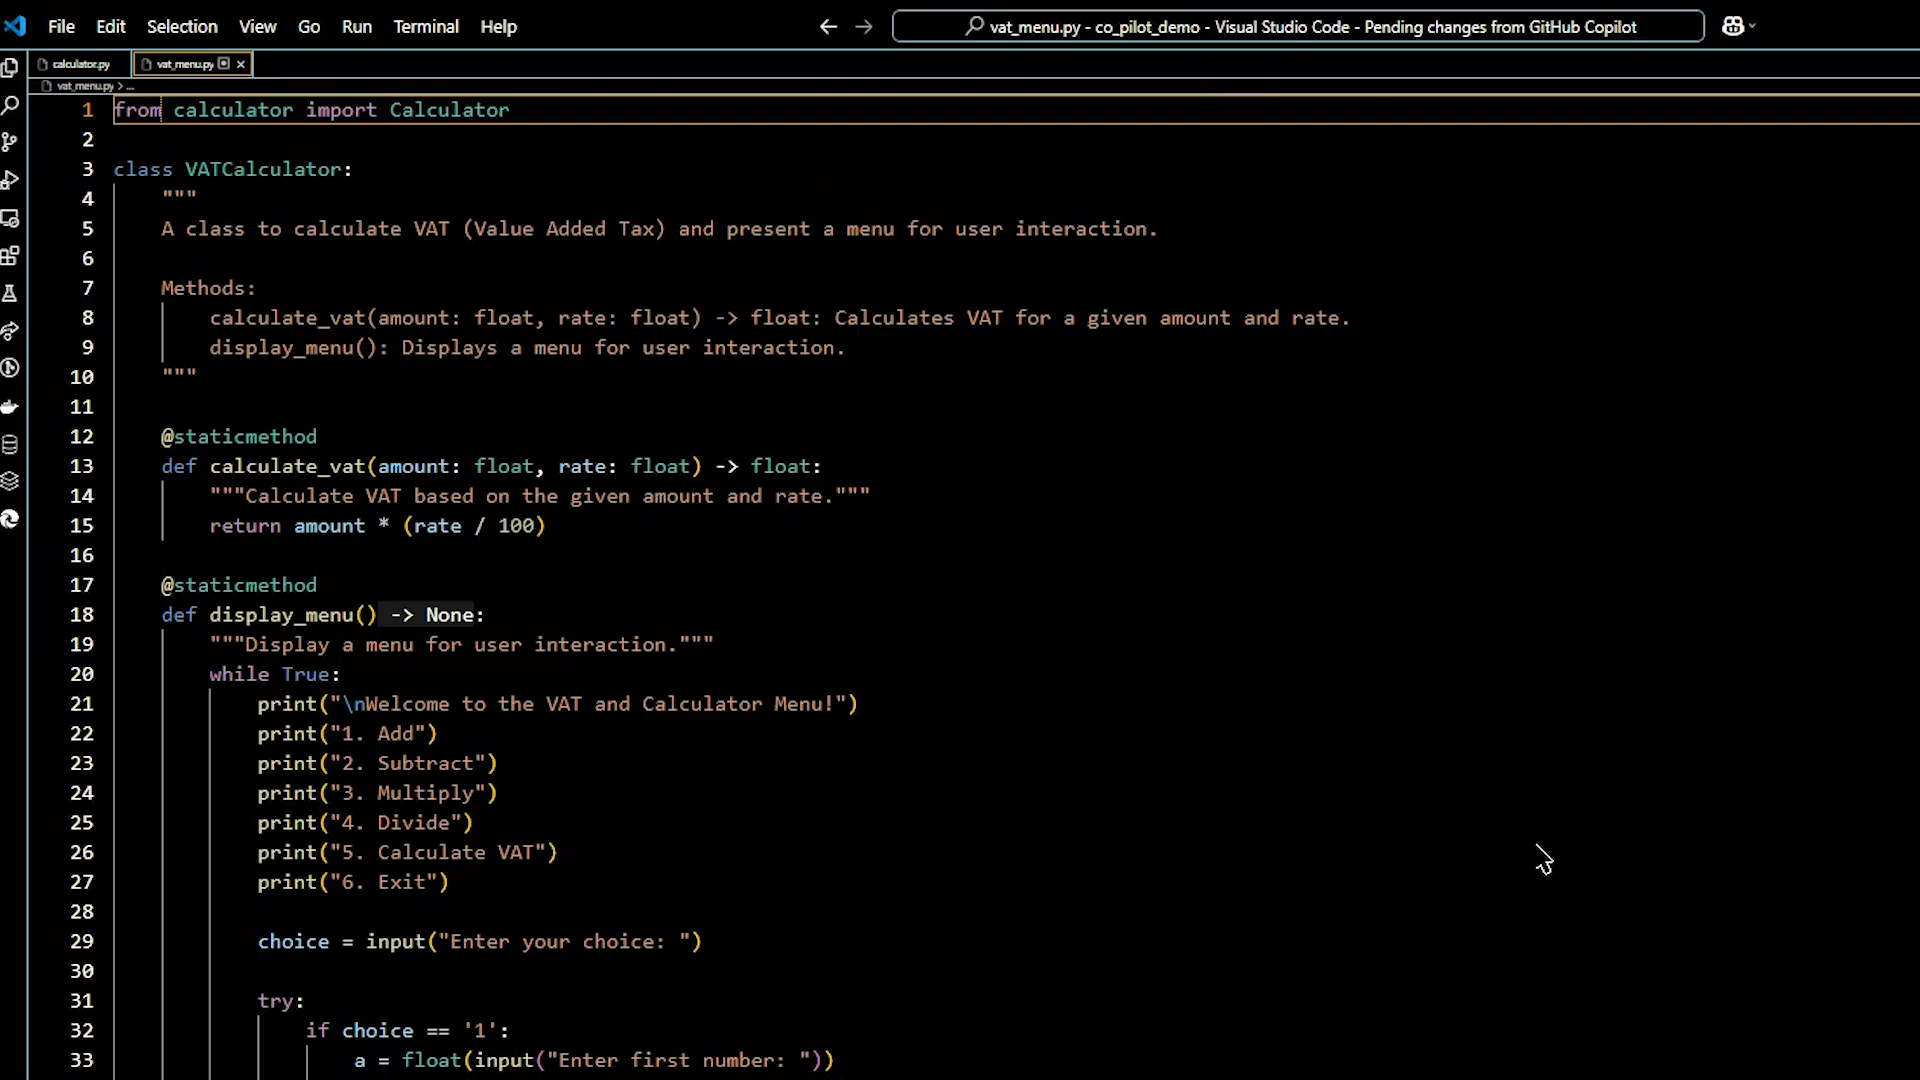 File Edit Selection View Go Run Terminal Help
vat_menu.py - co_pilot_demo - Visual Studio Code - Pending changes from GitHub Copilot
calculator.py vat_menu.py
vat_menu.py > ...
1 from calculator import Calculator
2
3 class VATCalculator:
4     """
5     A class to calculate VAT (Value Added Tax) and present a menu for user interaction.
6
7     Methods:
8         calculate_vat(amount: float, rate: float) -> float: Calculates VAT for a given amount and rate.
9         display_menu(): Displays a menu for user interaction.
10     """
11
12     @staticmethod
13     def calculate_vat(amount: float, rate: float) -> float:
14         """Calculate VAT based on the given amount and rate."""
15         return amount * (rate / 100)
16
17     @staticmethod
18     def display_menu() -> None:
19         """Display a menu for user interaction."""
20         while True:
21             print("\nWelcome to the VAT and Calculator Menu!")
22             print("1. Add")
23             print("2. Subtract")
24             print("3. Multiply")
25             print("4. Divide")
26             print("5. Calculate VAT")
27             print("6. Exit")
28
29             choice = input("Enter your choice: ")
30
31             try:
32                 if choice == '1':
33                     a = float(input("Enter first number: "))